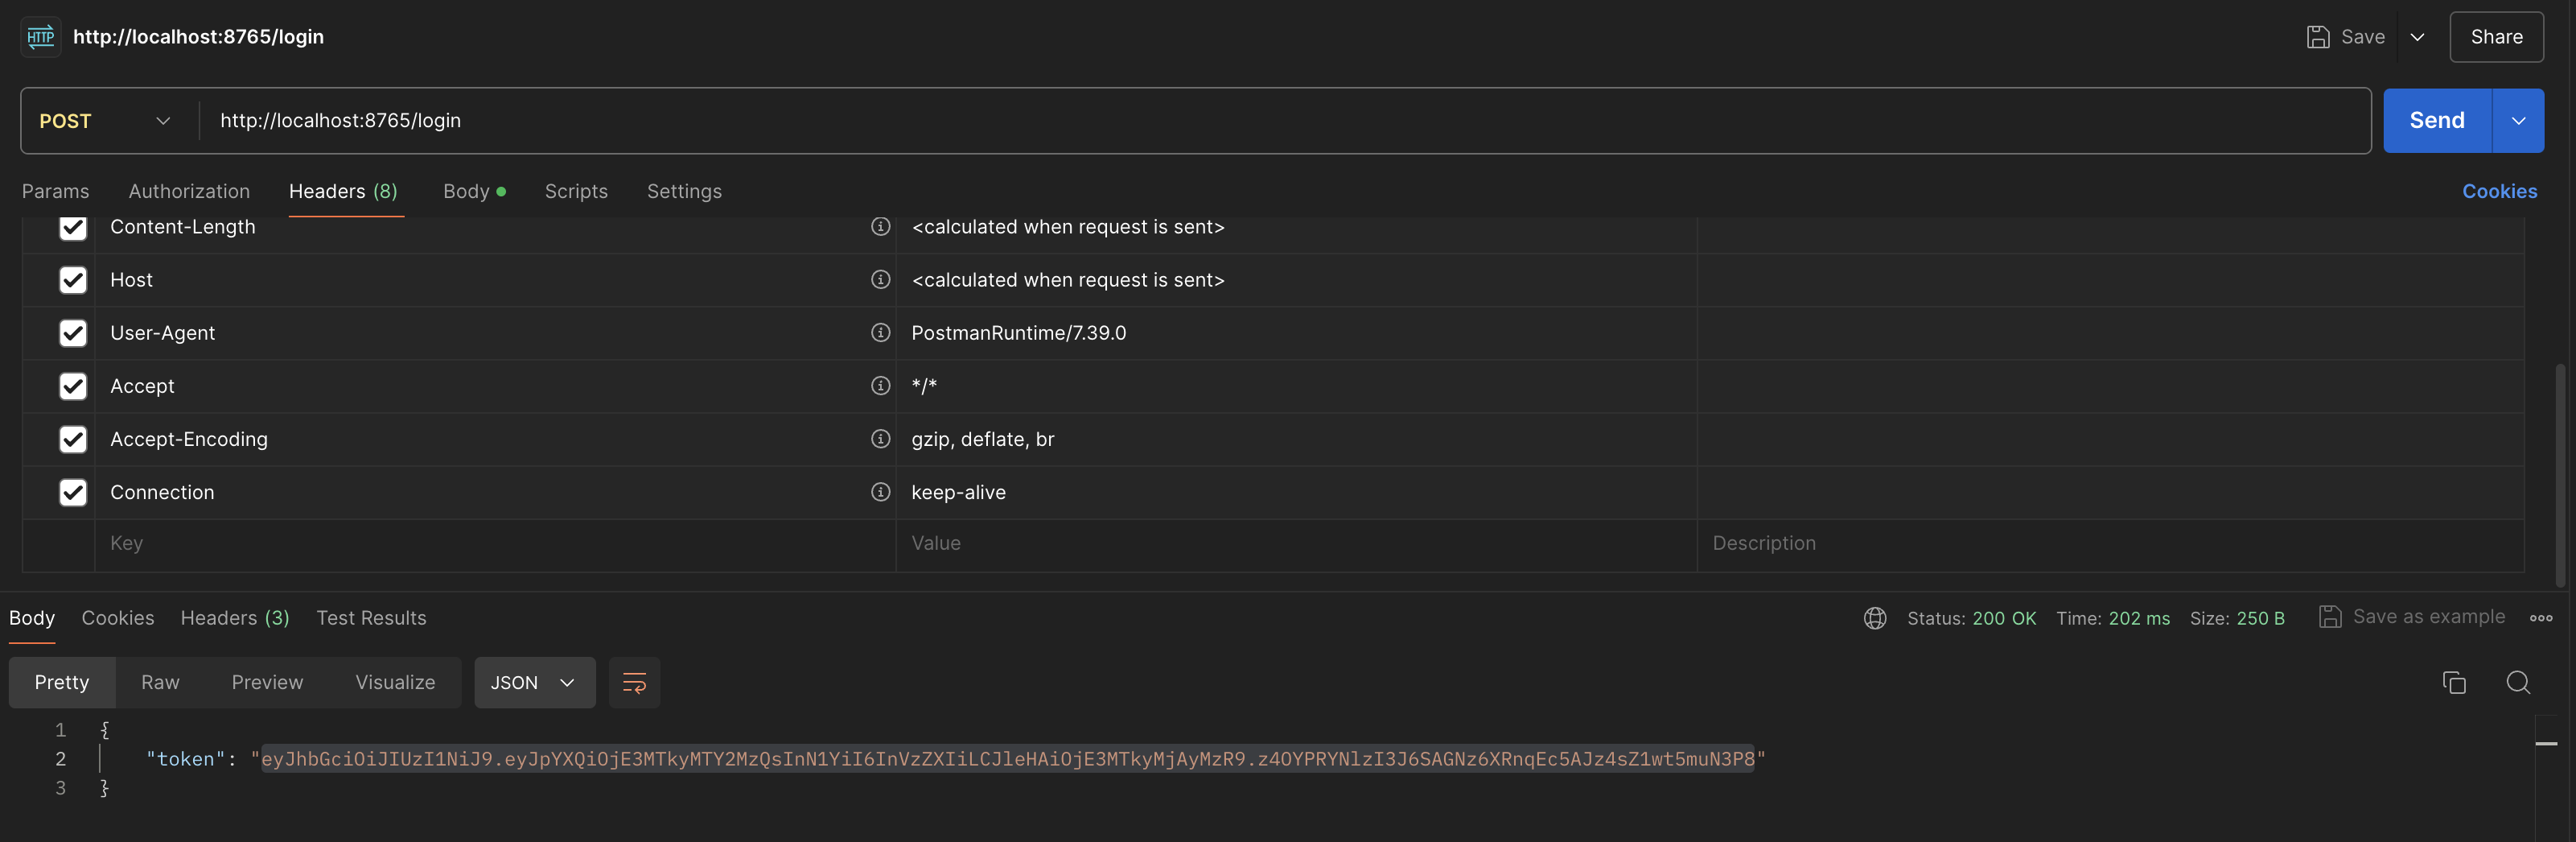 HTTP http://localhost:8765/login Save Share
POST http://localhost:8765/login Send
Params Authorization Headers (8) Body Scripts Settings Cookies
Content-Length <calculated when request is sent>
Host <calculated when request is sent>
User-Agent PostmanRuntime/7.39.0
Accept */*
Accept-Encoding gzip, deflate, br
Connection keep-alive
Key Value Description
Body Cookies Headers (3) Test Results Status: 200 OK Time: 202 ms Size: 250 B Save as example
Pretty Raw Preview Visualize JSON
1 {
2 "token": "eyJhbGciOiJIUzI1NiJ9.eyJpYXQiOjE3MTkyMTY2MzQsInN1YiI6InVzZXIiLCJleHAiOjE3MTkyMjAyMzR9.z4OYPRYNlzI3J6SAGNz6XRnqEc5AJz4sZ1wt5muN3P8"
3 }